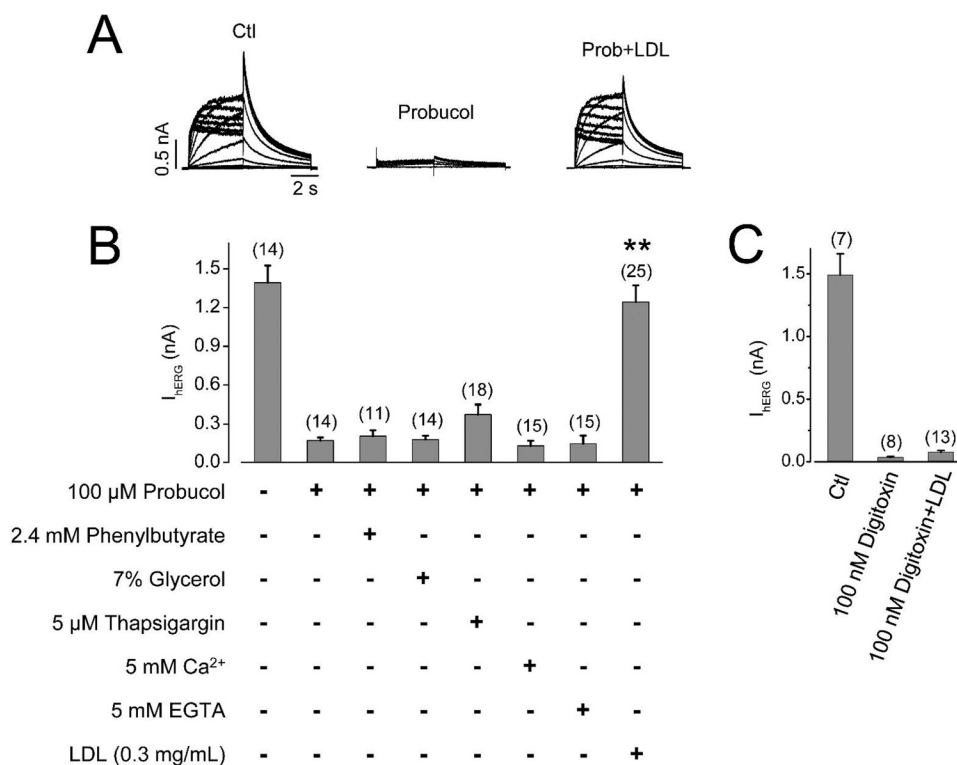 A
Ctl
Probucol
Prob+LDL
0.5 nA
2 s
B
I hERG (nA)
1.5
1.2
0.9
0.6
0.3
0.0
(14)
(14)
(11)
(14)
(18)
(15)
(15)
**
(25)
100 µM Probucol - + + + + + + +
2.4 mM Phenylbutyrate - - + - - - - -
7% Glycerol - - - + - - - -
5 µM Thapsigargin - - - - + - - -
5 mM Ca2+ - - - - - + - -
5 mM EGTA - - - - - - + -
LDL (0.3 mg/mL) - - - - - - - +
C
I hERG (nA)
1.5
1.0
0.5
0.0
(7)
(8)
(13)
Ctl
100 nM Digitoxin
100 nM Digitoxin+LDL